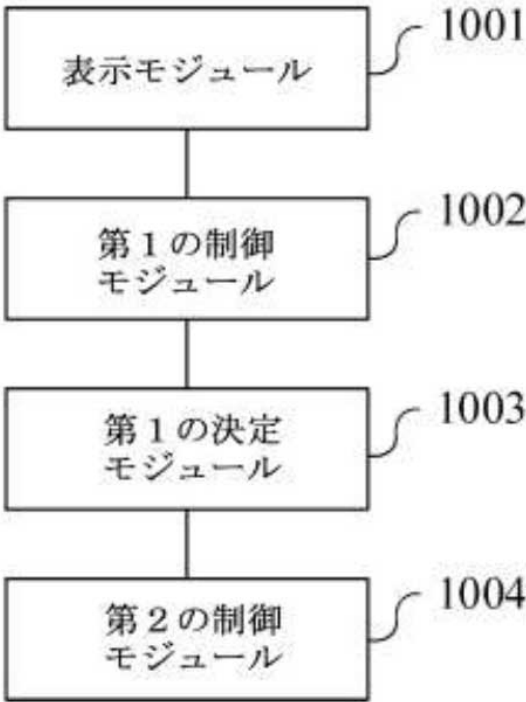 表示モジュール
1001
第1の制御
モジュール
1002
第1の決定
モジュール
1003
第2の制御
モジュール
1004